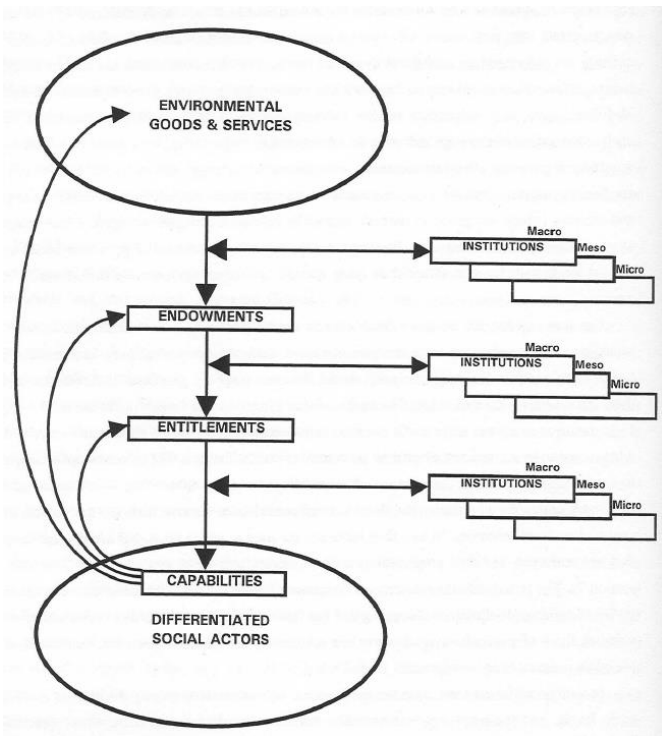 ENVIRONMENTAL
GOODS & SERVICES
Macro
INSTITUTIONS
Meso
Micro
ENDOWMENTS
Macro
INSTITUTIONS
Meso
Micro
ENTITLEMENTS
Macro
INSTITUTIONS
Meso
Micro
CAPABILITIES
DIFFERENTIATED
SOCIAL ACTORS